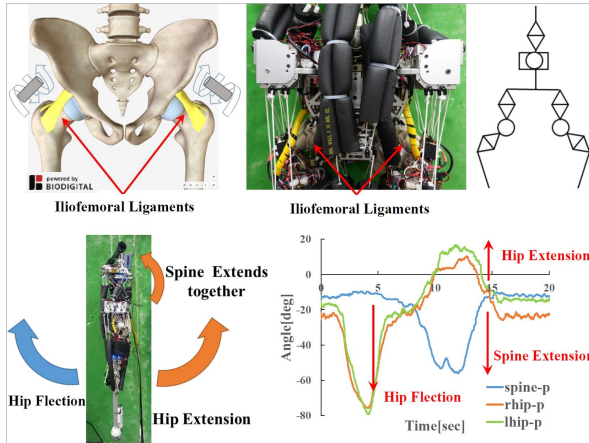 powered by
BIODIGITAL
Iliofemoral Ligaments
Iliofemoral Ligaments
Spine Extends
together
Hip Flection
Hip Extension
Angle[deg]
20
0
-20
-40
-60
-80
0
5
10
15
20
Time[sec]
Hip Extension
Spine Extension
Hip Flection
spine-p
rhip-p
lhip-p